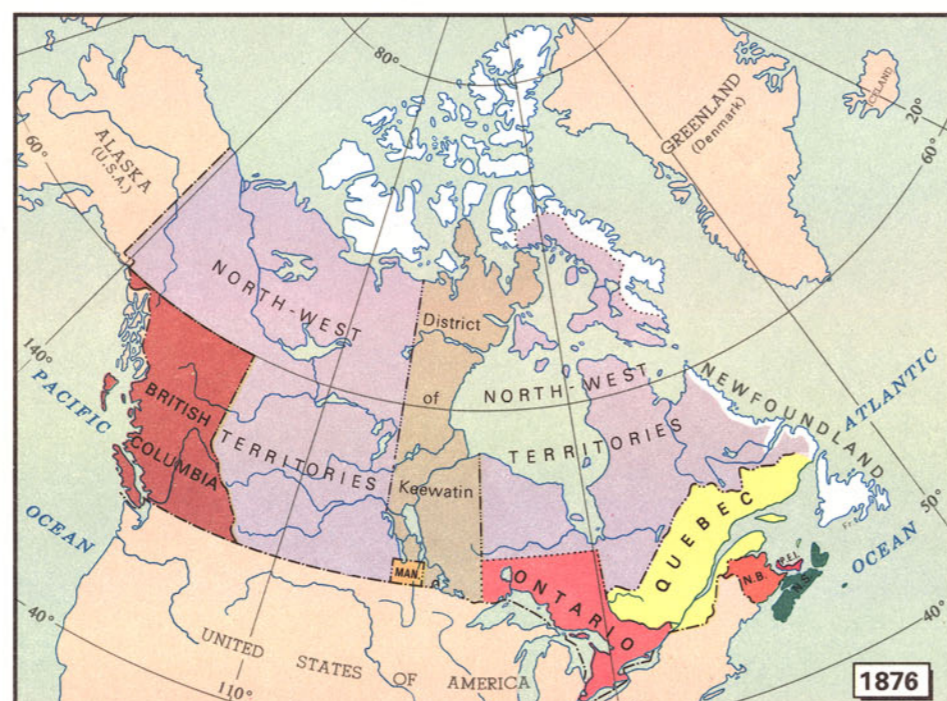 80°
GREENLAND
(Denmark)
ICELAND
20°
60°
ALASKA
(U.S.A.)
60°
NORTH-WEST
District
140°
PACIFIC
OCEAN
BRITISH
COLUMBIA
TERRITORIES
of
Keewatin
NORTH-WEST
TERRITORIES
NEWFOUNDLAND
ATLANTIC
OCEAN
50°
Fr.
QUEBEC
MAN.
ONTARIO
P.E.I.
N.B.
N.S.
40°
40°
UNITED STATES OF AMERICA
110°
1876